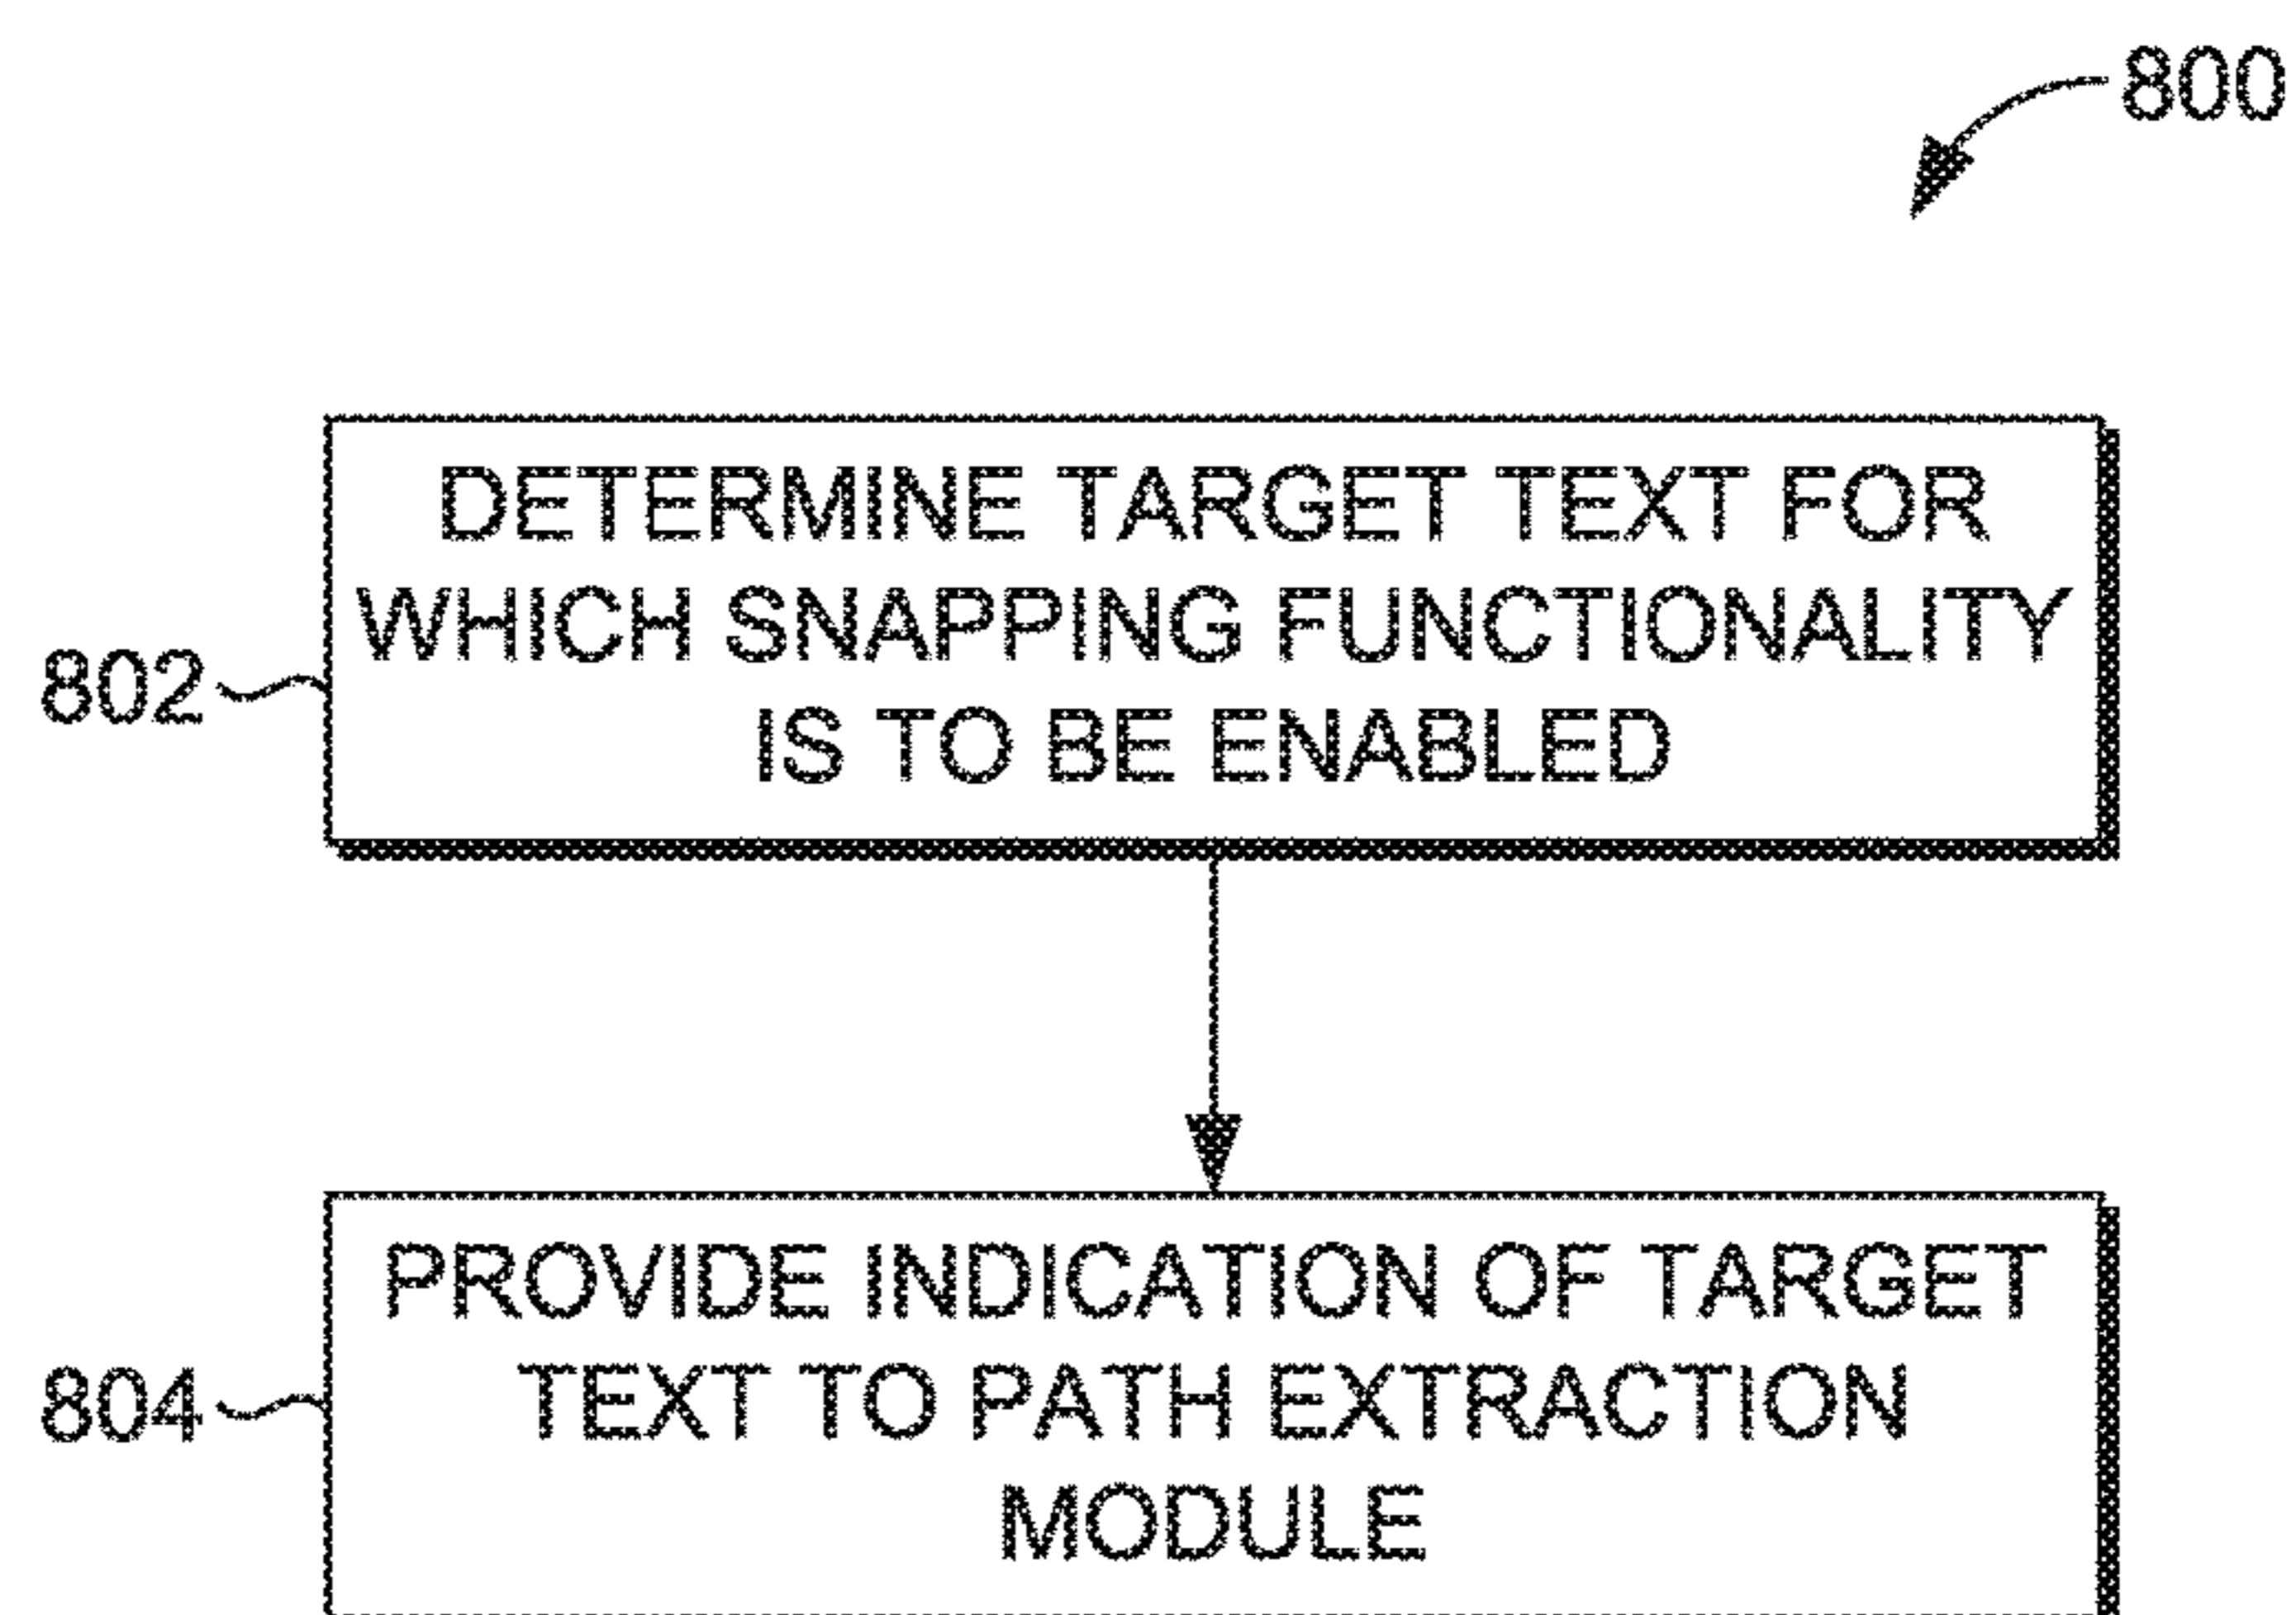 800
DETERMINE TARGET TEXT FOR
WHICH SNAPPING FUNCTIONALITY
IS TO BE ENABLED
802
PROVIDE INDICATION OF TARGET
TEXT TO PATH EXTRACTION
MODULE
804